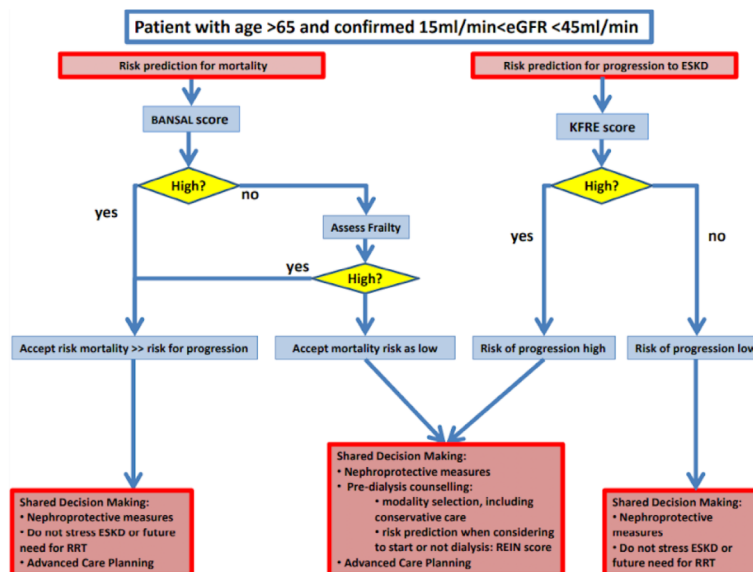 Patient with age >65 and confirmed 15ml/min<eGFR <45ml/min
Risk prediction for mortality
Risk prediction for progression to ESKD
BANSAL score
KFRE score
High?
High?
no
yes
Assess Frailty
yes
no
yes
High?
Accept risk mortality >> risk for progression
Accept mortality risk as low
Risk of progression high
Risk of progression low
Shared Decision Making:
• Nephroprotective measures
• Do not stress ESKD or future
need for RRT
• Advanced Care Planning
Shared Decision Making:
• Nephroprotective measures
• Pre-dialysis counselling:
• modality selection, including
conservative care
• risk prediction when considering
to start or not dialysis: REIN score
• Advanced Care Planning
Shared Decision Making:
• Nephroprotective
measures
• Do not stress ESKD or
future need for RRT